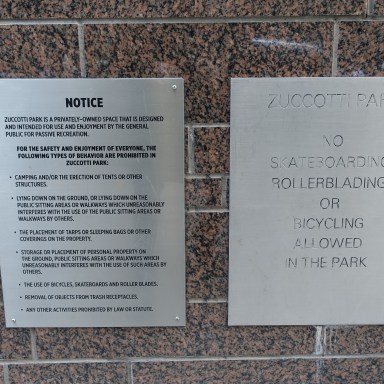 NOTICE
ZUCCOTTI PARK IS A PRIVATELY-OWNED SPACE THAT IS DESIGNED
AND INTENDED FOR USE AND ENJOYMENT BY THE GENERAL
PUBLIC FOR PASSIVE RECREATION.
FOR THE SAFETY AND ENJOYMENT OF EVERYONE, THE
FOLLOWING TYPES OF BEHAVIOR ARE PROHIBITED IN
ZUCCOTTI PARK:
• CAMPING AND/OR THE ERECTION OF TENTS OR OTHER
STRUCTURES.
• LYING DOWN ON THE GROUND, OR LYING DOWN ON THE
PUBLIC SITTING AREAS OR WALKWAYS WHICH UNREASONABLY
INTERFERES WITH THE USE OF THE PUBLIC SITTING AREAS OR
WALKWAYS BY OTHERS.
• THE PLACEMENT OF TARPS OR SLEEPING BAGS OR OTHER
COVERINGS ON THE PROPERTY.
• STORAGE OR PLACEMENT OF PERSONAL PROPERTY ON
THE GROUND, PUBLIC SITTING AREAS OR WALKWAYS WHICH
UNREASONABLY INTERFERES WITH THE USE OF SUCH AREAS BY
OTHERS.
• THE USE OF BICYCLES, SKATEBOARDS AND ROLLER BLADES.
• REMOVAL OF OBJECTS FROM TRASH RECEPTACLES.
• ANY OTHER ACTIVITIES PROHIBITED BY LAW OR STATUTE.
ZUCCOTTI PARK
NO
SKATEBOARDING
ROLLERBLADING
OR
BICYCLING
ALLOWED
IN THE PARK